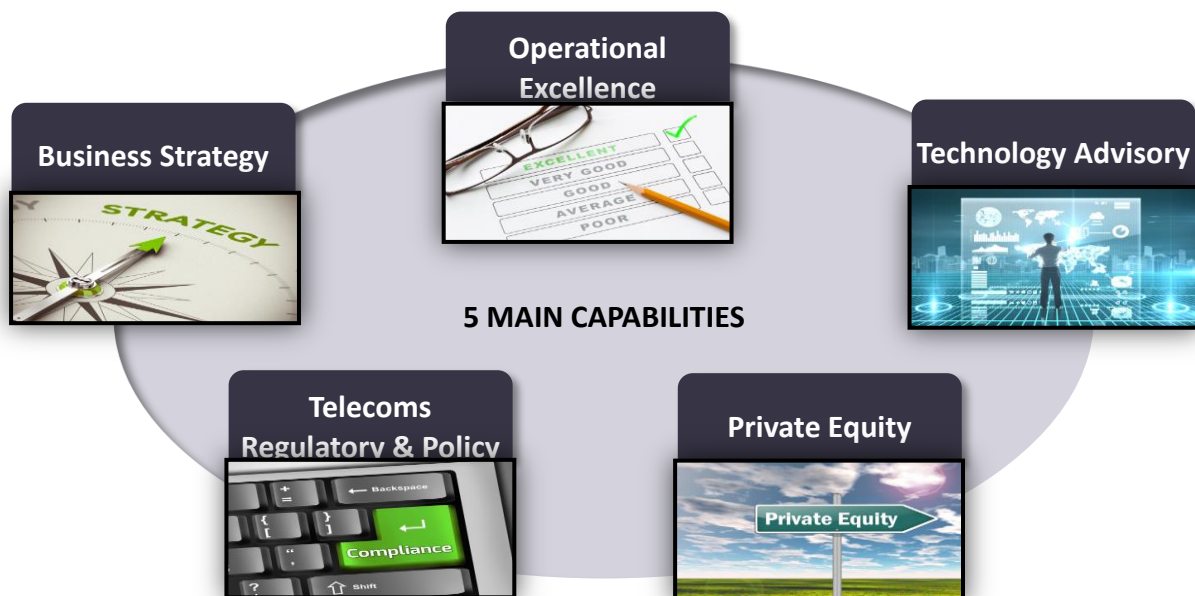 Operational
Excellence
EXCELLENT
VERY GOOD
GOOD
AVERAGE
POOR
Business Strategy
STRATEGY
Technology Advisory
5 MAIN CAPABILITIES
Telecoms
Regulatory & Policy
+
=
← Backspace
{
[
}
]
“
,
Compliance
?
Shift
Private Equity
Private Equity